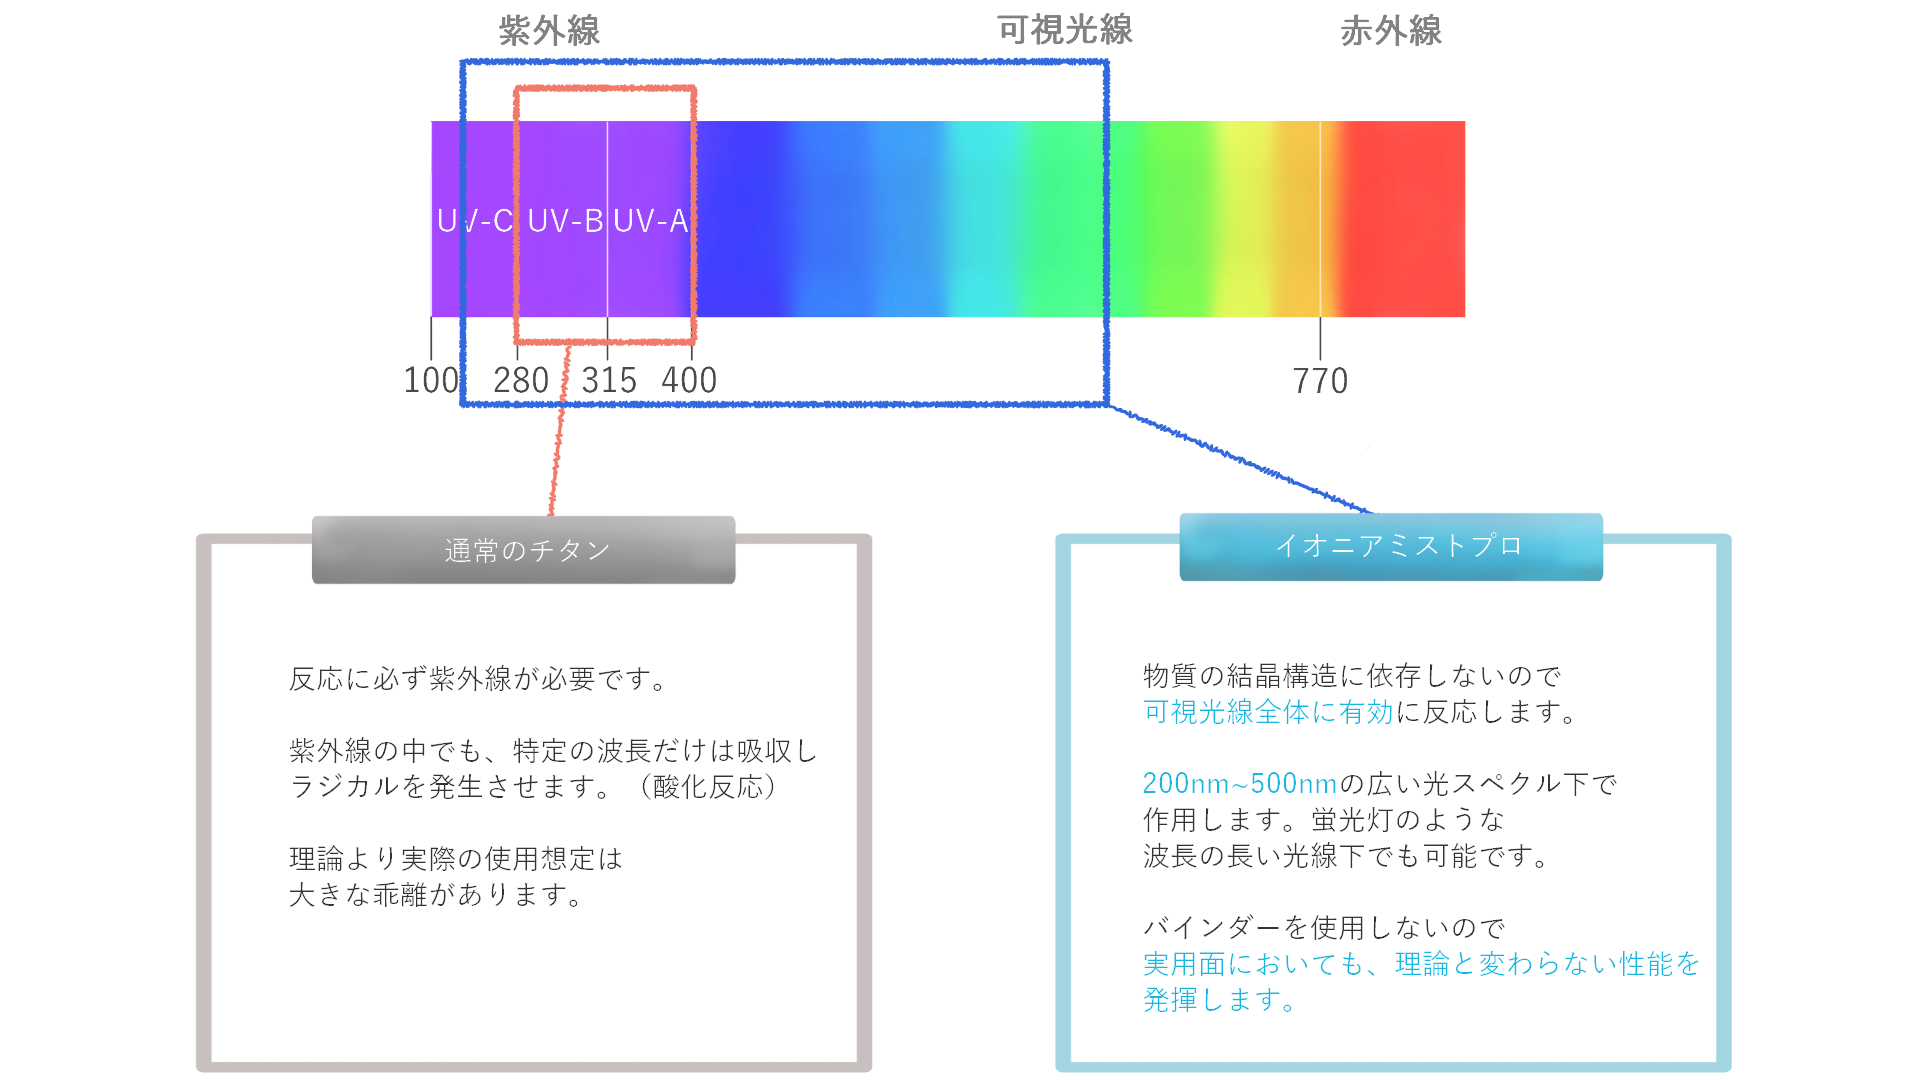 紫外線
可視光線
赤外線
UV-C
UV-B
UV-A
100
280
315
400
770
通常のチタン
反応に必ず紫外線が必要です。
紫外線の中でも、特定の波長だけは吸収し
ラジカルを発生させます。（酸化反応）
理論より実際の使用想定は
大きな乖離があります。
イオニアミストプロ
物質の結晶構造に依存しないので
可視光線全体に有効に反応します。
200nm~500nmの広い光スペクル下で
作用します。蛍光灯のような
波長の長い光線下でも可能です。
バインダーを使用しないので
実用面においても、理論と変わらない性能を
発揮します。